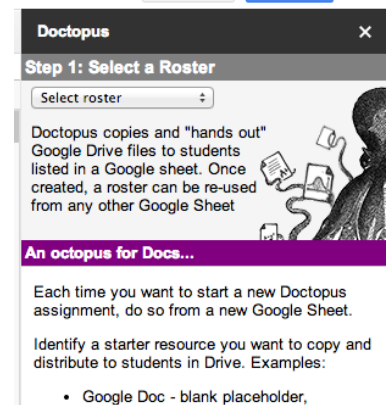 Doctopus ×
Step 1: Select a Roster
Select roster
Doctopus copies and "hands out"
Google Drive files to students
listed in a Google sheet. Once
created, a roster can be re-used
from any other Google Sheet
An octopus for Docs...
Each time you want to start a new Doctopus
assignment, do so from a new Google Sheet.
Identify a starter resource you want to copy and
distribute to students in Drive. Examples:
• Google Doc - blank placeholder,